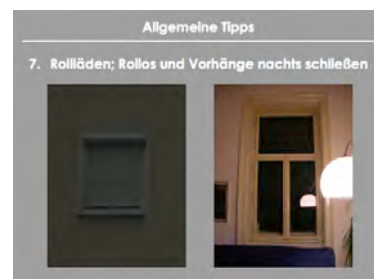 Allgemeine Tipps
7. Rollläden; Rollos und Vorhänge nachts schließen